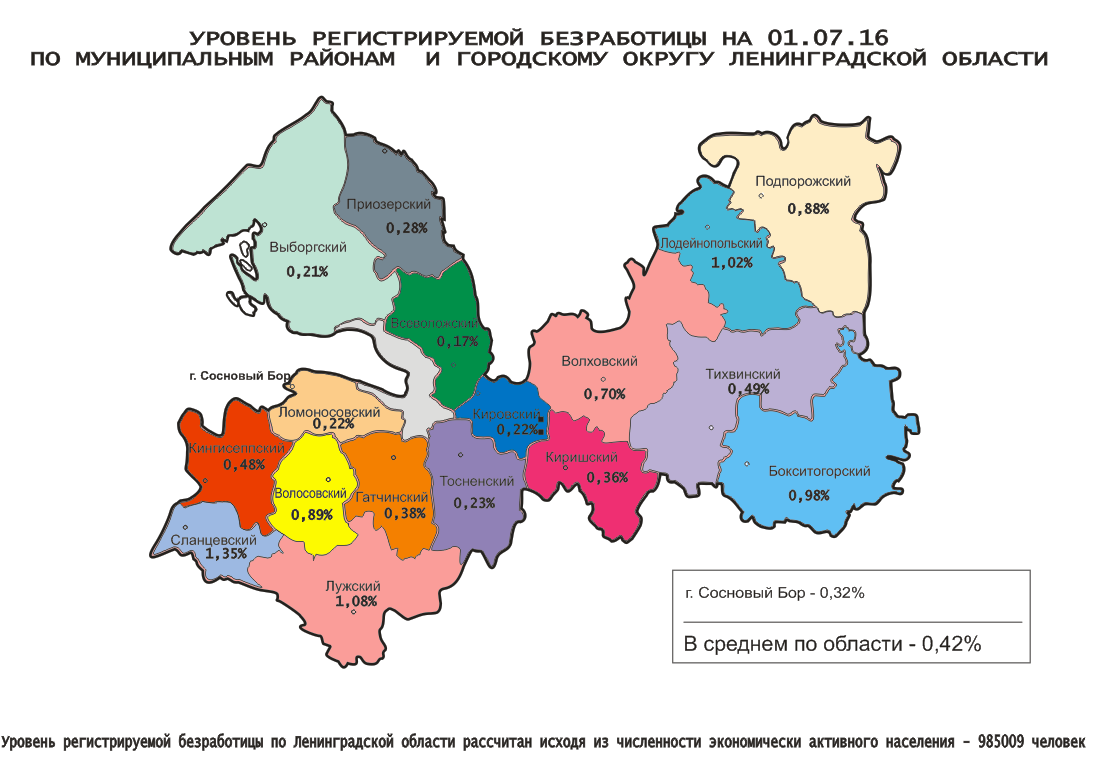 УРОВЕНЬ РЕГИСТРИРУЕМОЙ БЕЗРАБОТИЦЫ НА 01.07.16
ПО МУНИЦИПАЛЬНЫМ РАЙОНАМ И ГОРОДСКОМУ ОКРУГУ ЛЕНИНГРАДСКОЙ ОБЛАСТИ
Подпорожский
0,88%
Приозерский
0,28%
Выборгский
0,21%
Лодейнопольский
1,02%
Всеволожский
0,17%
Волховский
0,70%
Тихвинский
0,49%
г. Сосновый Бор
Ломоносовский
0,22%
Кировский
0,22%
Кингисеппский
0,48%
Киришский
0,36%
Бокситогорский
0,98%
Волосовский
0,89%
Гатчинский
0,38%
Тосненский
0,23%
Сланцевский
1,35%
Лужский
1,08%
г. Сосновый Бор - 0,32%
В среднем по области - 0,42%
Уровень регистрируемой безработицы по Ленинградской области рассчитан исходя из численности экономически активного населения - 985009 человек